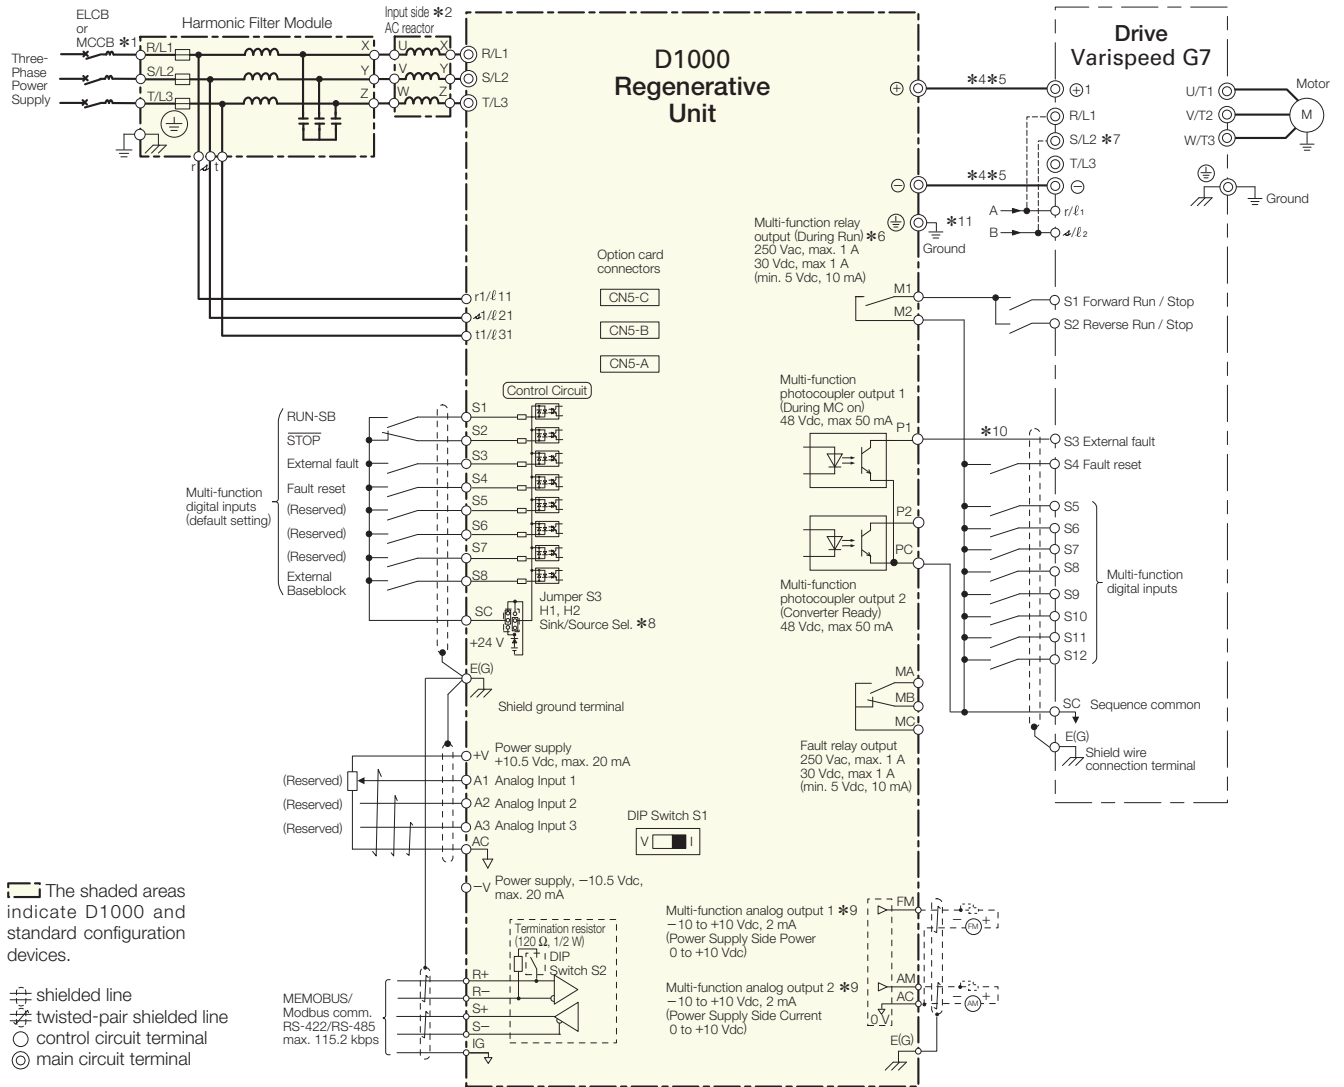 ELCB
or
MCCB *1
Harmonic Filter Module
Input side *2
AC reactor
Three-
Phase Power
Supply
R/L1
S/L2
T/L3
X
Y
Z
U
V
W
X
Y
Z
R/L1
S/L2
T/L3
r
s
t
D1000
Regenerative
Unit
Drive
Varispeed G7
⊕
*4*5
⊕1
R/L1
S/L2 *7
T/L3
⊖
*4*5
⊖
A
r/ℓ1
B
s/ℓ2
U/T1
V/T2
W/T3
Motor
M
Ground
*11
Ground
Multi-function relay
output (During Run) *6
250 Vac, max. 1 A
30 Vdc, max 1 A
(min. 5 Vdc, 10 mA)
M1
M2
S1 Forward Run / Stop
S2 Reverse Run / Stop
Option card
connectors
CN5-C
CN5-B
CN5-A
r1/ℓ11
s1/ℓ21
t1/ℓ31
Control Circuit
Multi-function
digital inputs
(default setting)
RUN-SB
STOP
External fault
Fault reset
(Reserved)
(Reserved)
(Reserved)
External
Baseblock
S1
S2
S3
S4
S5
S6
S7
S8
SC
+24 V
Jumper S3
H1, H2
Sink/Source Sel. *8
E(G)
Shield ground terminal
Multi-function
photocoupler output 1
(During MC on)
48 Vdc, max 50 mA
P1
*10
S3 External fault
S4 Fault reset
P2
PC
Multi-function
photocoupler output 2
(Converter Ready)
48 Vdc, max 50 mA
S5
S6
S7
S8
S9
S10
S11
S12
Multi-function
digital inputs
MA
MB
MC
Fault relay output
250 Vac, max. 1 A
30 Vdc, max 1 A
(min. 5 Vdc, 10 mA)
SC
Sequence common
E(G)
Shield wire
connection terminal
(Reserved)
(Reserved)
(Reserved)
+V Power supply
+10.5 Vdc, max. 20 mA
A1 Analog Input 1
A2 Analog Input 2
A3 Analog Input 3
AC
−V Power supply, −10.5 Vdc,
max. 20 mA
DIP Switch S1
V
I
The shaded areas
indicate D1000 and
standard configuration
devices.
shielded line
twisted-pair shielded line
control circuit terminal
main circuit terminal
MEMOBUS/
Modbus comm.
RS-422/RS-485
max. 115.2 kbps
Termination resistor
(120 Ω, 1/2 W)
DIP
Switch S2
R+
R−
S+
S−
IG
Multi-function analog output 1 *9
−10 to +10 Vdc, 2 mA
(Power Supply Side Power
0 to +10 Vdc)
Multi-function analog output 2 *9
−10 to +10 Vdc, 2 mA
(Power Supply Side Current
0 to +10 Vdc)
FM
− FM +
AM
− AM +
AC
0 V
E(G)